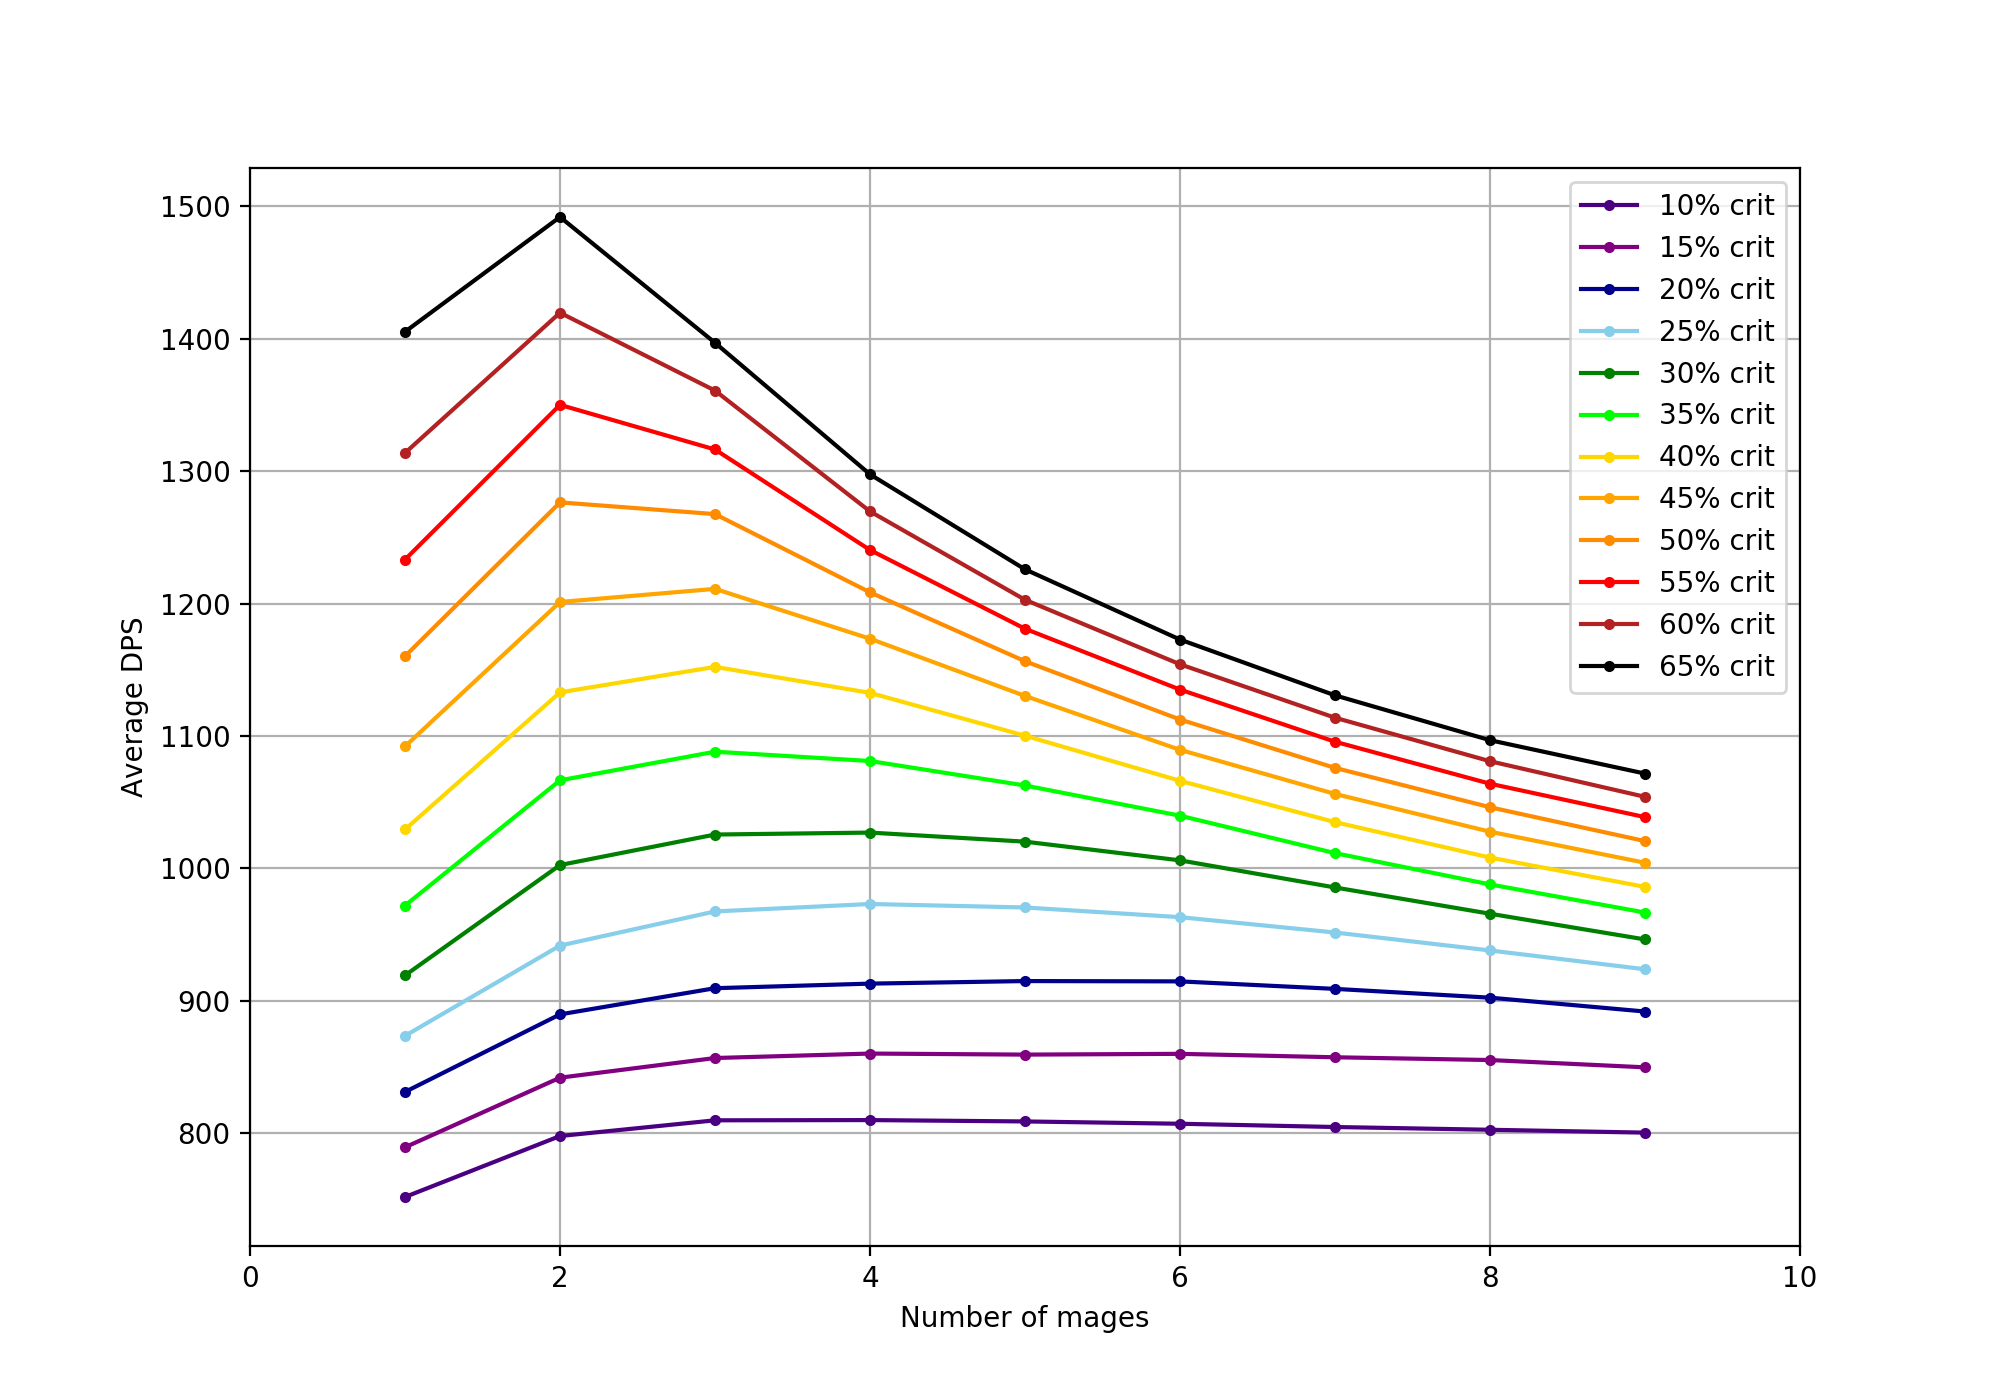 1500
1400
1300
1200
1100
1000
900
800
Average DPS
0
2
4
6
8
10
Number of mages
10% crit
15% crit
20% crit
25% crit
30% crit
35% crit
40% crit
45% crit
50% crit
55% crit
60% crit
65% crit